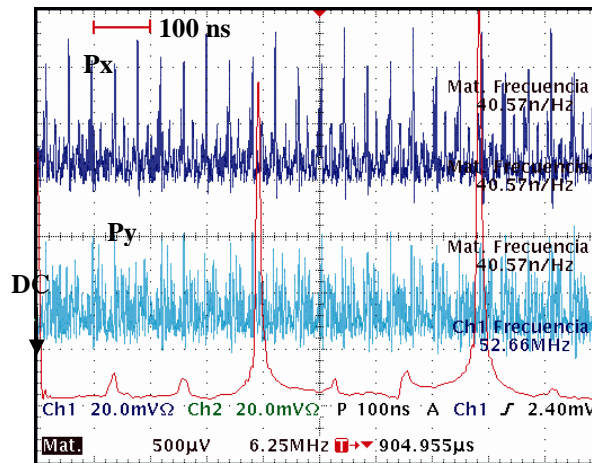 100 ns
Px
Mat. Frecuencia
40.57n/Hz
Mat. Frecuencia
40.57n/Hz
Py
Mat. Frecuencia
40.57n/Hz
DC
Ch1 Frecuencia
52.66MHz
Ch1 20.0mVΩ Ch2 20.0mVΩ P 100ns A Ch1 ƒ 2.40mV
Mat. 500µV 6.25MHz T→▼ 904.955µs